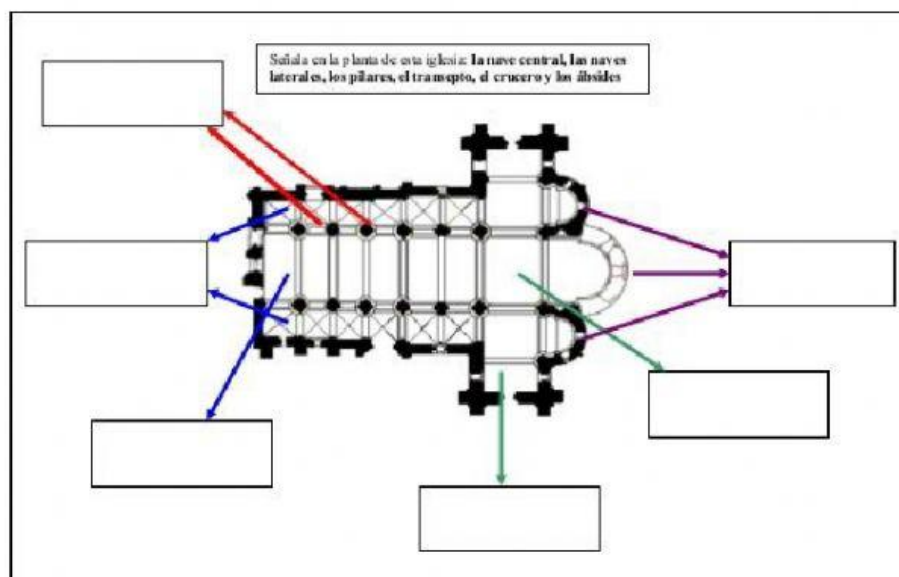 Señala en la planta de esta iglesia: la nave central, las naves
laterales, los pilares, el transepto, el crucero y los ábsides